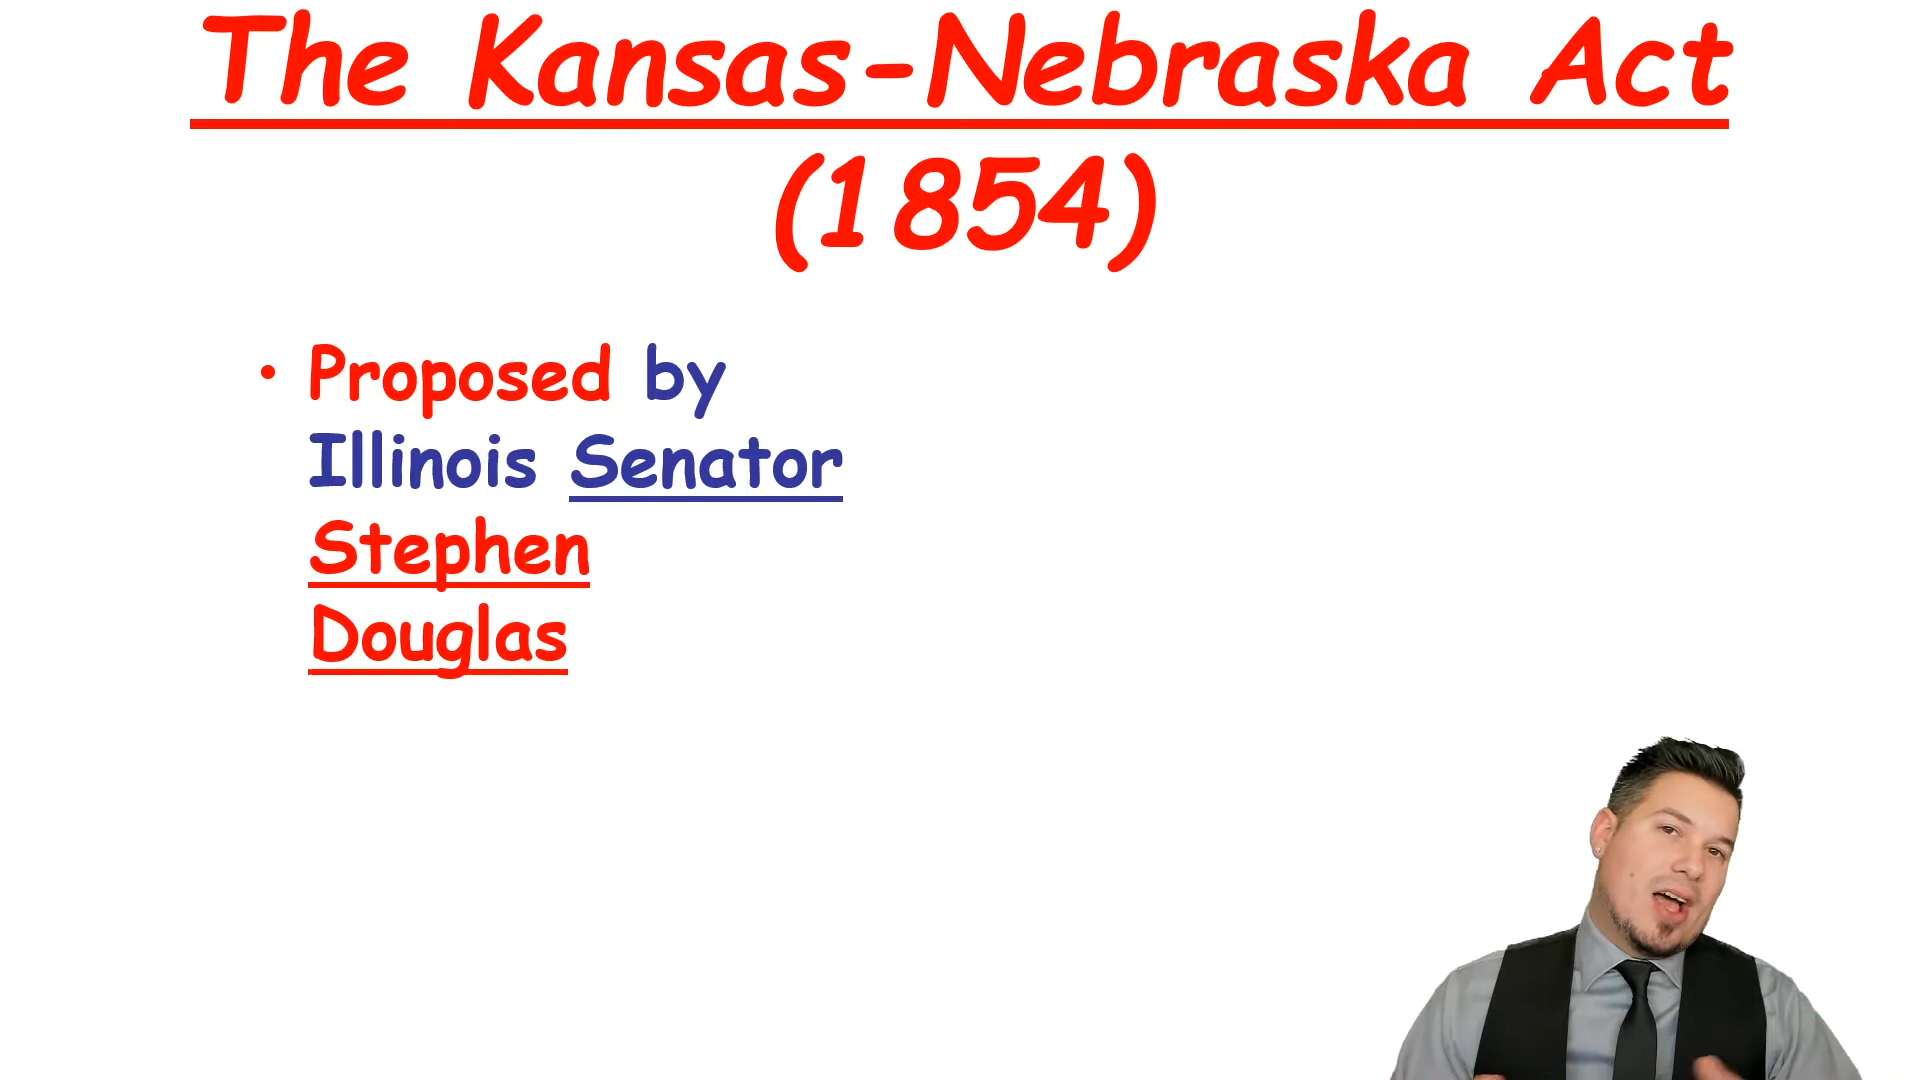 The Kansas-Nebraska Act
(1854)
• Proposed by
Illinois Senator
Stephen
Douglas